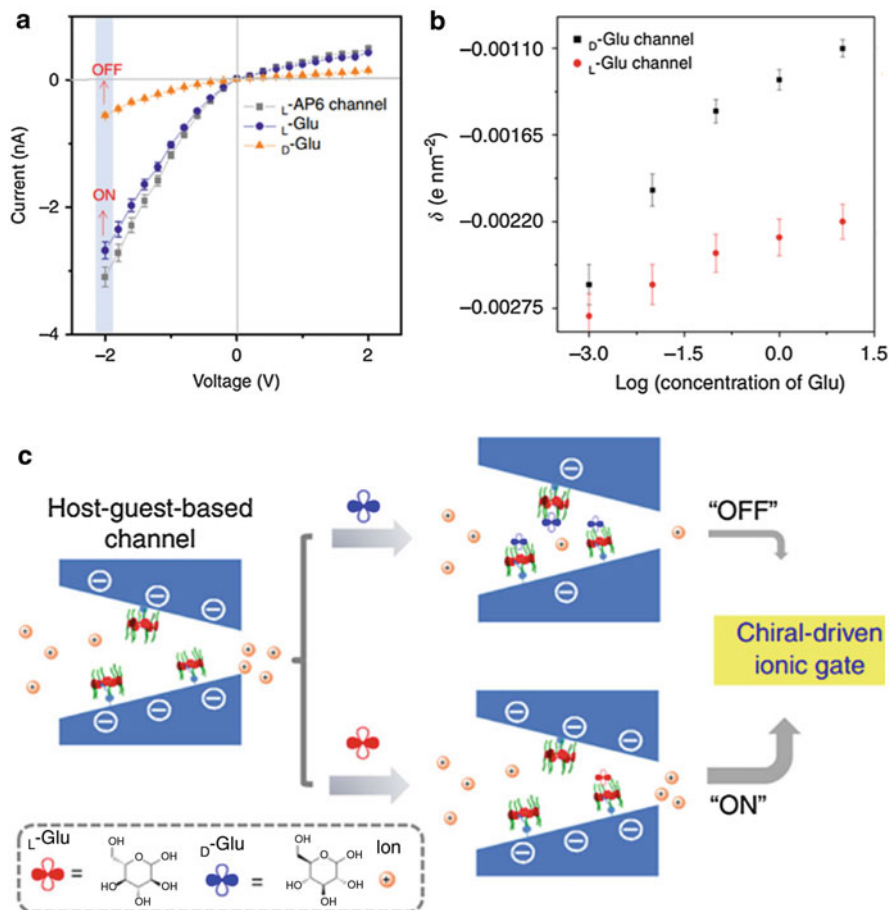 a
OFF
ON
ʟ-AP6 channel
ʟ-Glu
ᴅ-Glu
Current (nA)
0
−2
−4
−2
0
2
Voltage (V)
b
ᴅ-Glu channel
ʟ-Glu channel
δ (e nm⁻²)
−0.00110
−0.00165
−0.00220
−0.00275
−3.0
−1.5
0.0
1.5
Log (concentration of Glu)
c
Host-guest-based
channel
"OFF"
Chiral-driven
ionic gate
"ON"
ʟ-Glu
=
OH
O
OH
OH
OH
OH
ᴅ-Glu
=
OH
O
OH
OH
OH
OH
Ion